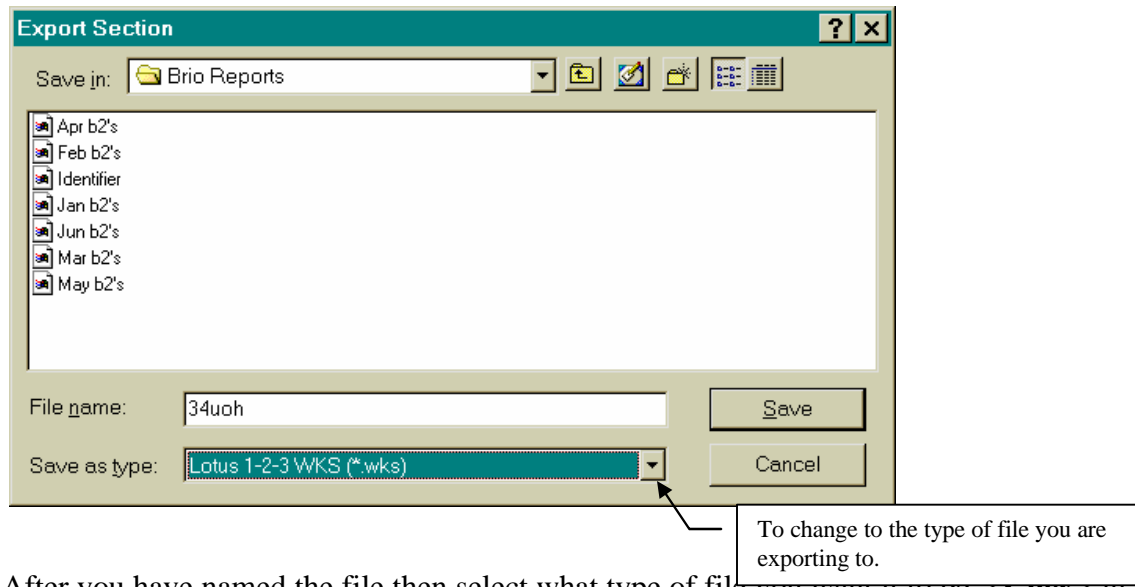 Export Section
Save in: Brio Reports
Apr b2's
Feb b2's
Identifier
Jan b2's
Jun b2's
Mar b2's
May b2's
File name: 34uoh Save
Save as type: Lotus 1-2-3 WKS (*.wks) Cancel
To change to the type of file you are
exporting to.
After you have named the file then select what type of file